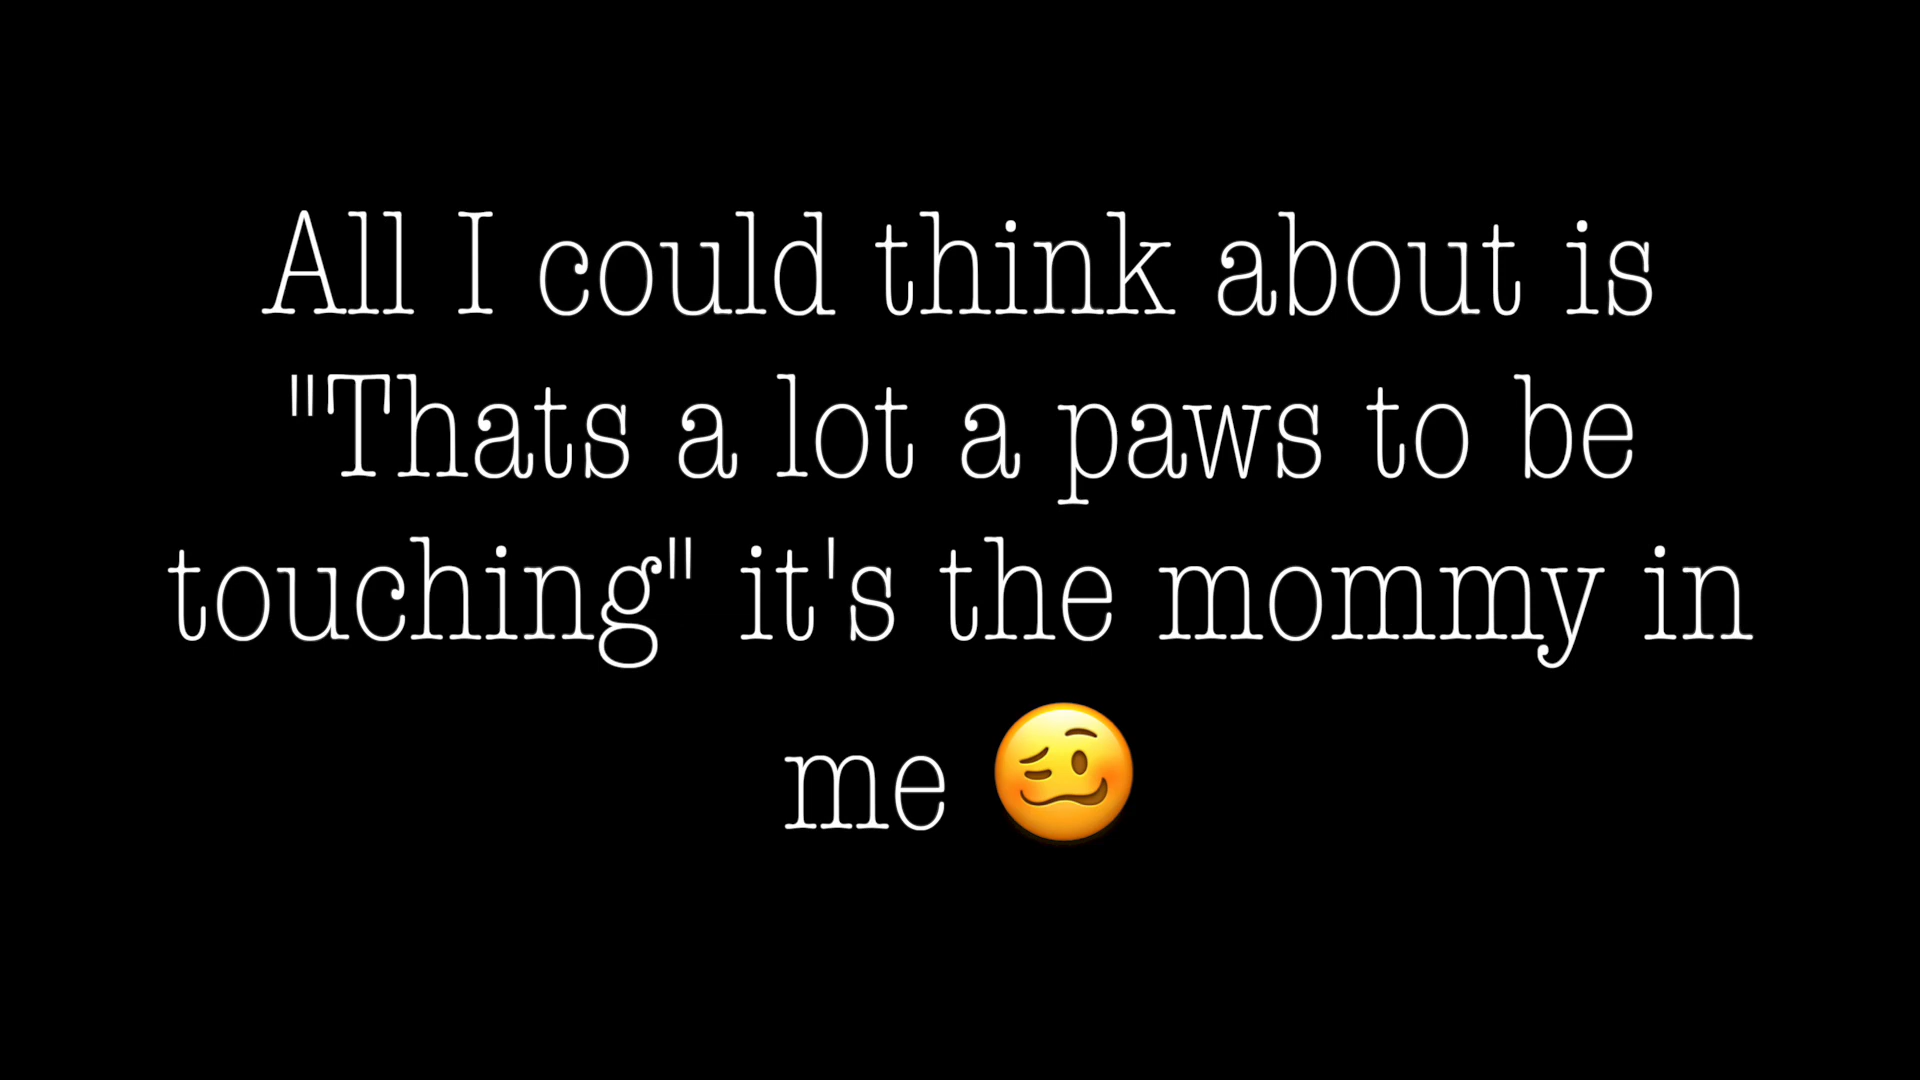 All I could think about is
"Thats a lot a paws to be
touching" it's the mommy in
me 🥴